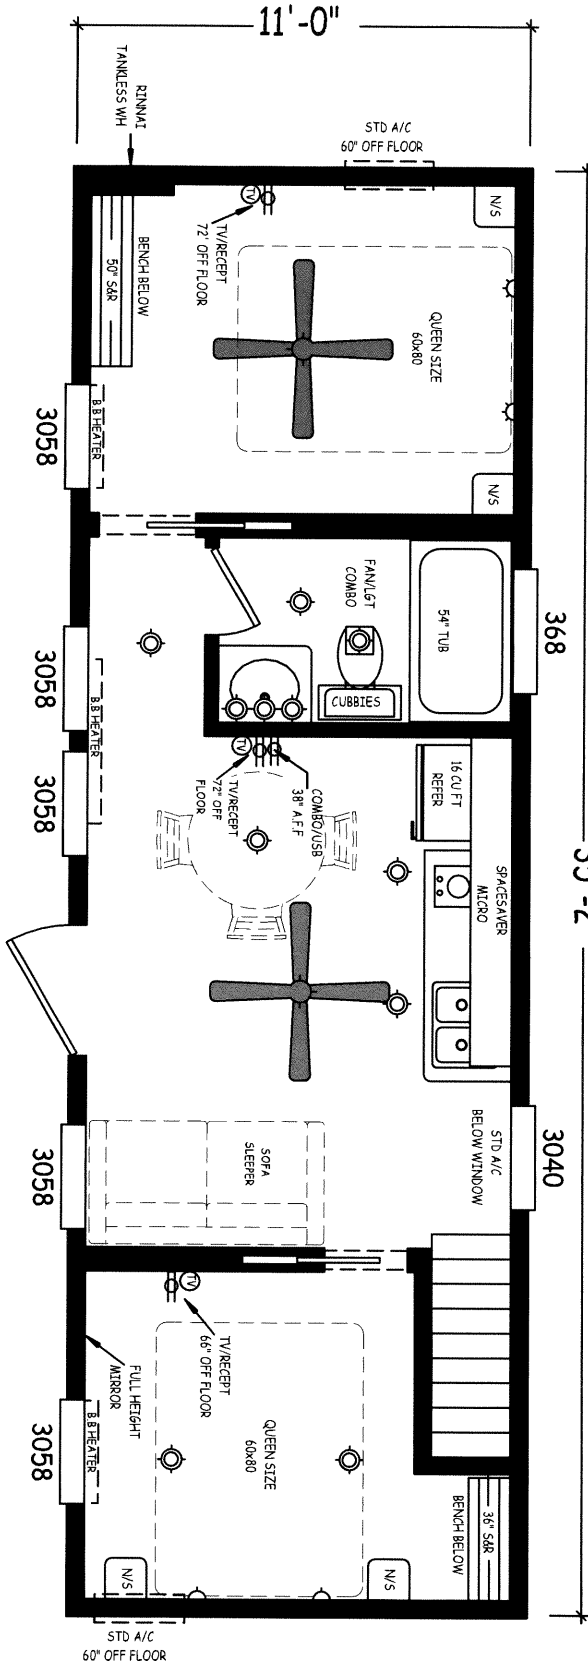 11'-0"
RINNAI
TANKLESS WH
STD A/C
60" OFF FLOOR
N/S
TV
TV/RECEPT
72' OFF FLOOR
BENCH BELOW
50" S&R
QUEEN SIZE
60x80
B.B HEATER
3058
N/S
FAN/LGT
COMBO
54" TUB
368
CUBBIES
3058
B.B HEATER
3058
TV
TV/RECEPT
72" OFF
FLOOR
COMBO/USB
38" A.F.F
16 CU FT
REFER
SPACESAVER
MICRO
STD A/C
BELOW WINDOW
3040
SOFA
SLEEPER
3058
TV
TV/RECEPT
66" OFF FLOOR
FULL HEIGHT
MIRROR
QUEEN SIZE
60x80
B.B HEATER
3058
36" S&R
BENCH BELOW
N/S
N/S
STD A/C
60" OFF FLOOR